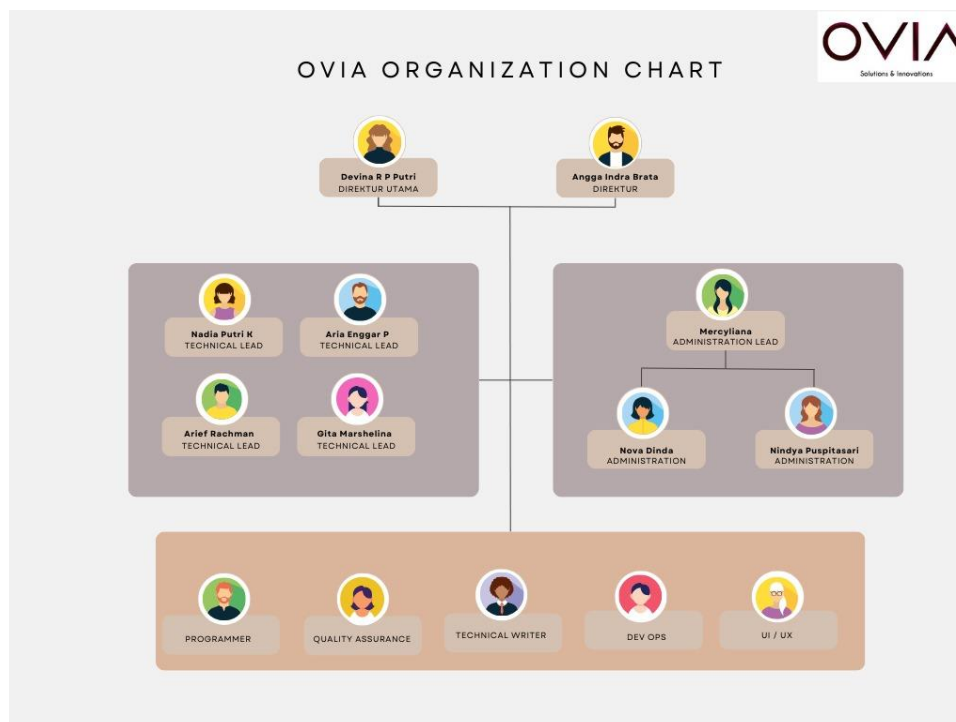 OVIA
Solutions & Innovations
OVIA ORGANIZATION CHART
Devina R P Putri
DIREKTUR UTAMA
Angga Indra Brata
DIREKTUR
Nadia Putri K
TECHNICAL LEAD
Aria Enggar P
TECHNICAL LEAD
Arief Rachman
TECHNICAL LEAD
Gita Marshelina
TECHNICAL LEAD
Mercyliana
ADMINISTRATION LEAD
Nova Dinda
ADMINISTRATION
Nindya Puspitasari
ADMINISTRATION
PROGRAMMER
QUALITY ASSURANCE
TECHNICAL WRITER
DEV OPS
UI / UX